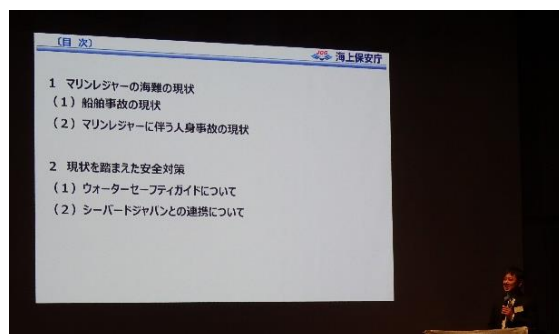 (目 次)
JCG 海上保安庁
1 マリンレジャーの海難の現状
(1)船舶事故の現状
(2)マリンレジャーに伴う人身事故の現状
2 現状を踏まえた安全対策
(1)ウォーターセーフティガイドについて
(2)シーバードジャパンとの連携について